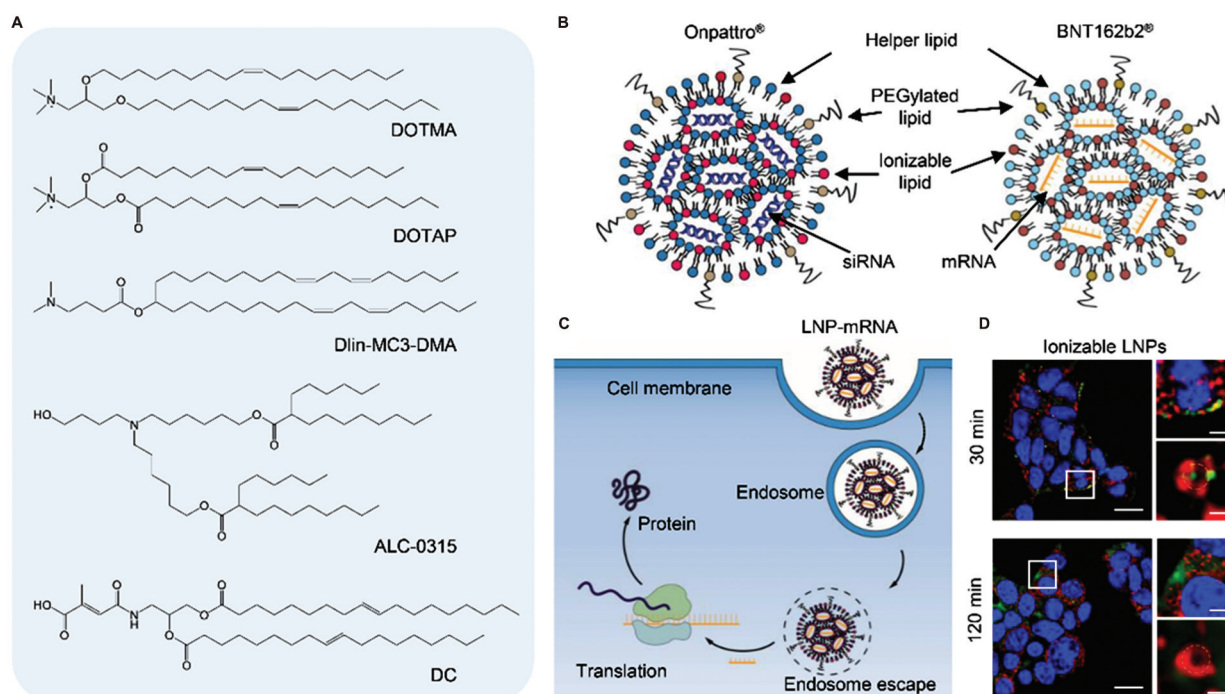 A
DOTMA
DOTAP
Dlin-MC3-DMA
ALC-0315
DC
N
O
O
N
O
O
O
O
N
O
O
HO
N
O
O
O
O
HO
O
O
N
H
O
O
O
O
B
Onpattro®
BNT162b2®
Helper lipid
PEGylated
lipid
Ionizable
lipid
siRNA
mRNA
C
LNP-mRNA
Cell membrane
Endosome
Protein
Translation
Endosome escape
D
Ionizable LNPs
30 min
120 min